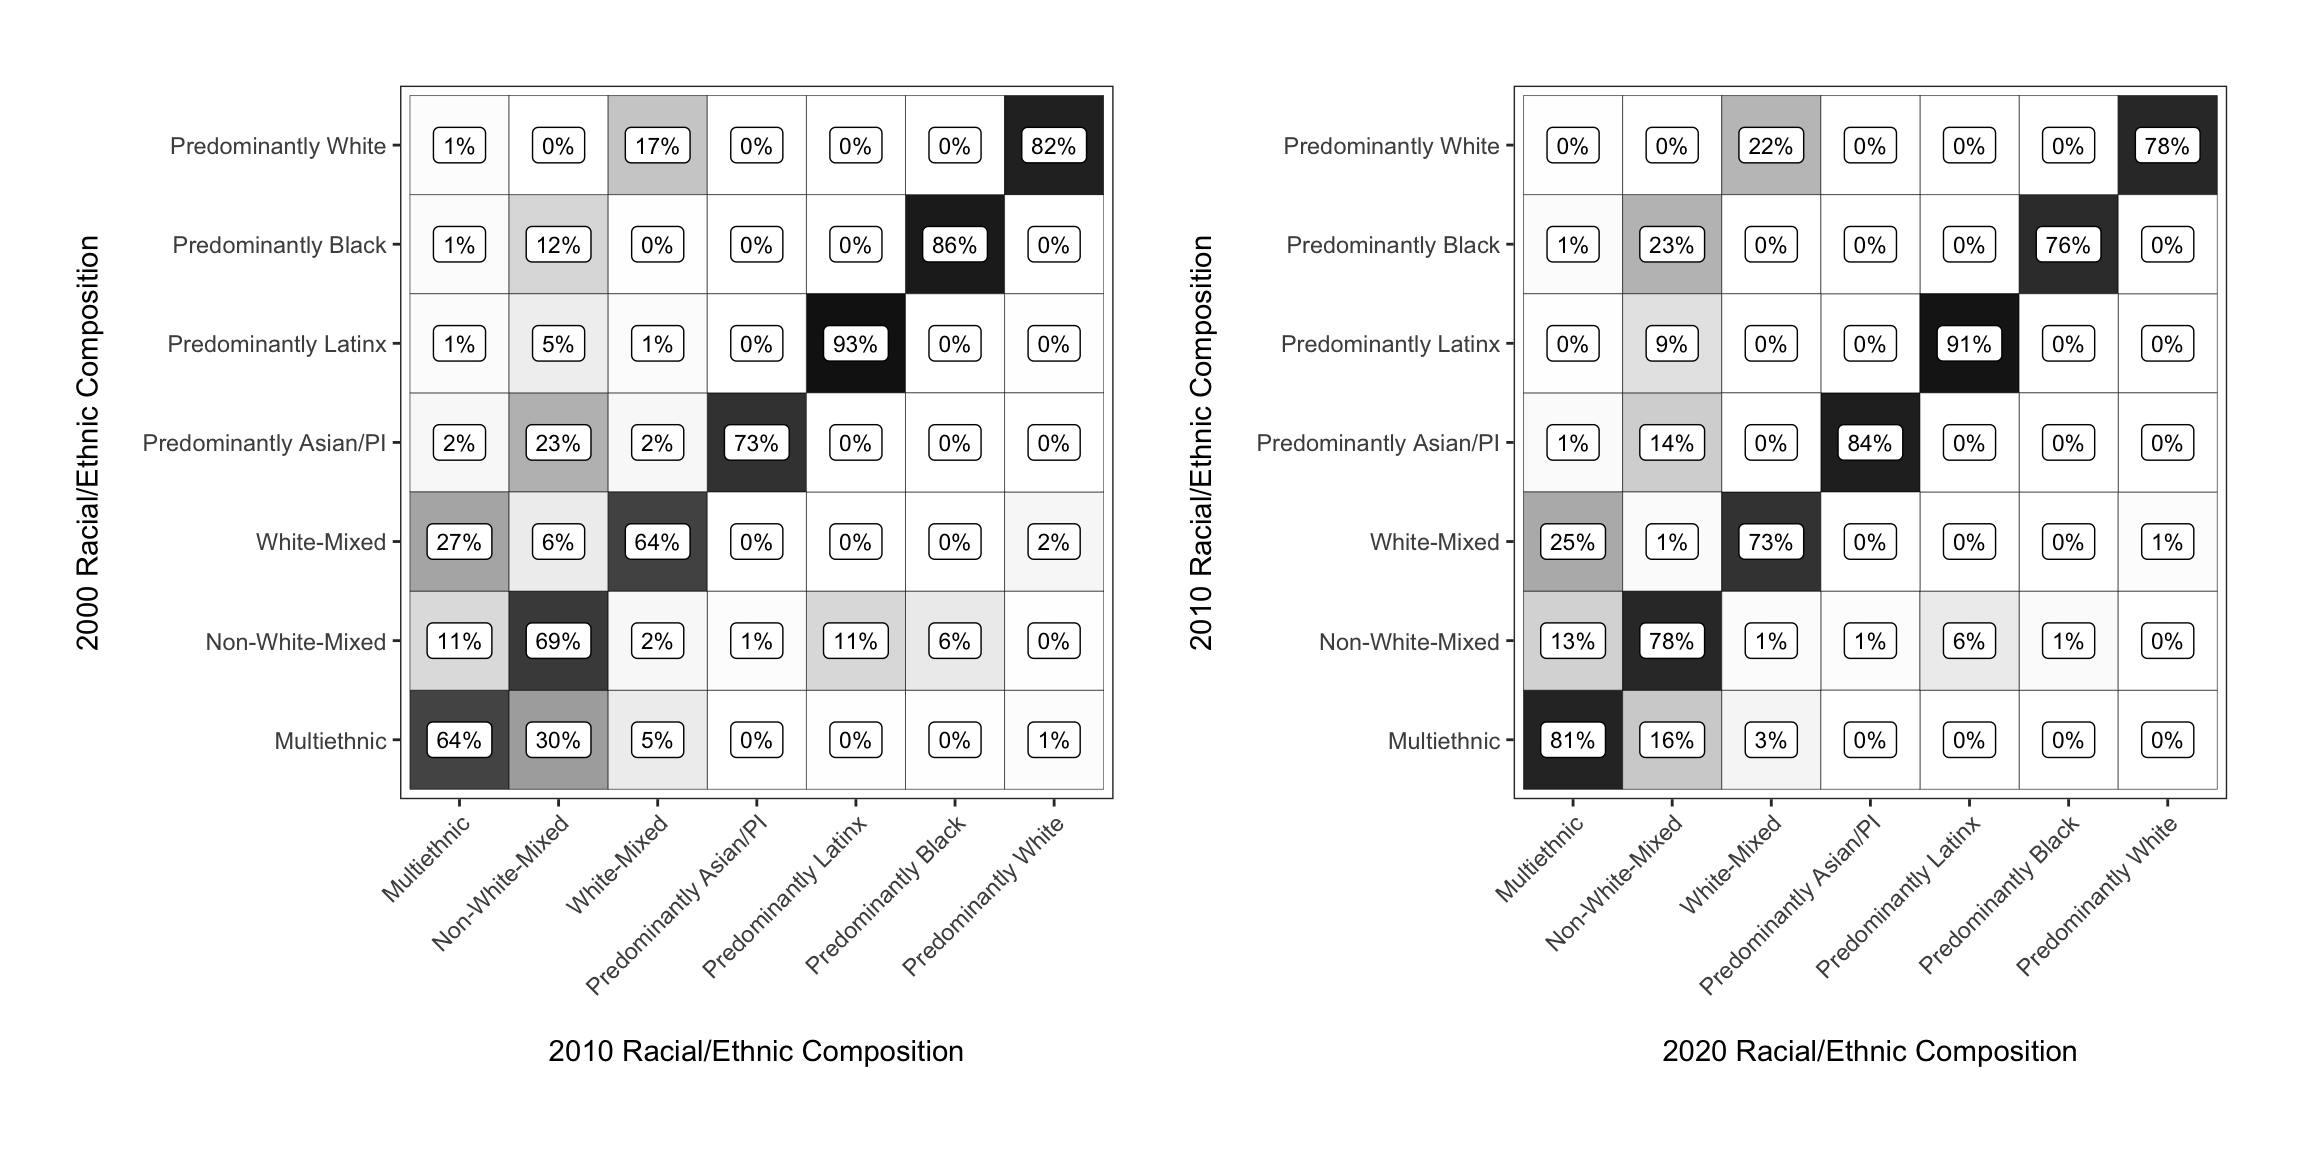 2000 Racial/Ethnic Composition
Predominantly White 1% 0% 17% 0% 0% 0% 82%
Predominantly Black 1% 12% 0% 0% 0% 86% 0%
Predominantly Latinx 1% 5% 1% 0% 93% 0% 0%
Predominantly Asian/PI 2% 23% 2% 73% 0% 0% 0%
White-Mixed 27% 6% 64% 0% 0% 0% 2%
Non-White-Mixed 11% 69% 2% 1% 11% 6% 0%
Multiethnic 64% 30% 5% 0% 0% 0% 1%
Multiethnic
Non-White-Mixed
White-Mixed
Predominantly Asian/PI
Predominantly Latinx
Predominantly Black
Predominantly White
2010 Racial/Ethnic Composition
2010 Racial/Ethnic Composition
Predominantly White 0% 0% 22% 0% 0% 0% 78%
Predominantly Black 1% 23% 0% 0% 0% 76% 0%
Predominantly Latinx 0% 9% 0% 0% 91% 0% 0%
Predominantly Asian/PI 1% 14% 0% 84% 0% 0% 0%
White-Mixed 25% 1% 73% 0% 0% 0% 1%
Non-White-Mixed 13% 78% 1% 1% 6% 1% 0%
Multiethnic 81% 16% 3% 0% 0% 0% 0%
Multiethnic
Non-White-Mixed
White-Mixed
Predominantly Asian/PI
Predominantly Latinx
Predominantly Black
Predominantly White
2020 Racial/Ethnic Composition